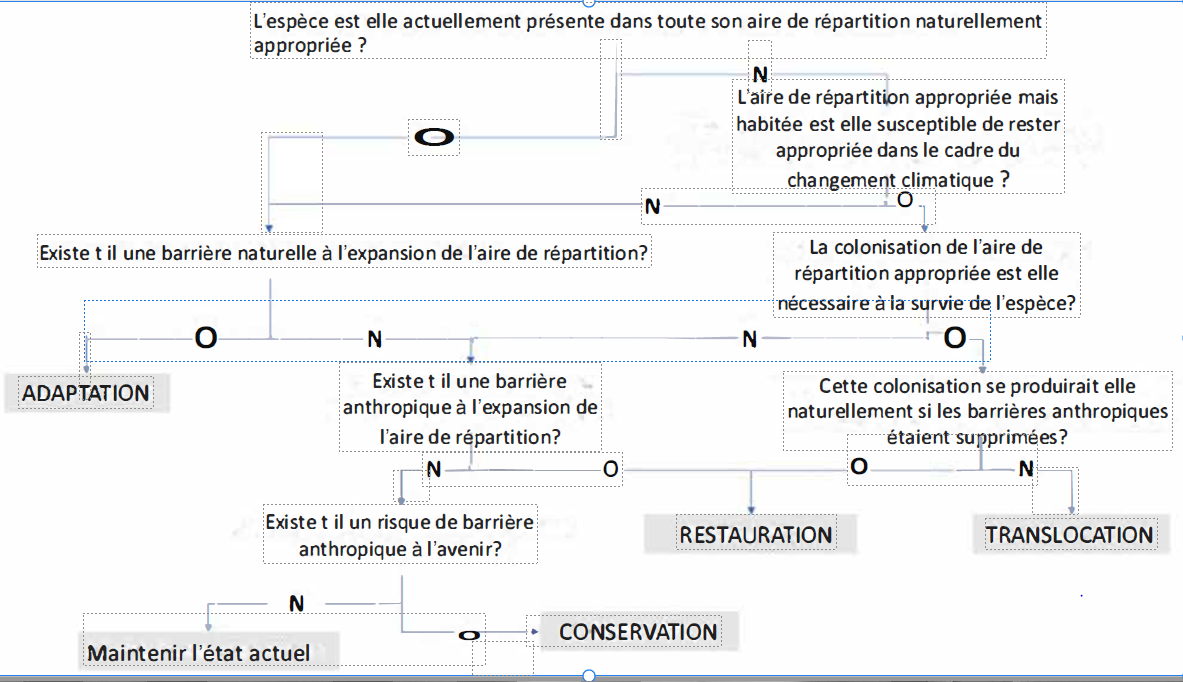 L'espèce est elle actuellement présente dans toute son aire de répartition naturellement
appropriée ?
N
L'aire de répartition appropriée mais
habitée est elle susceptible de rester
appropriée dans le cadre du
changement climatique ?
O
N
O
Existe t il une barrière naturelle à l'expansion de l'aire de répartition?
La colonisation de l'aire de
répartition appropriée est elle
nécessaire à la survie de l'espèce?
O
N
N
O
ADAPTATION
Existe t il une barrière
anthropique à l'expansion de
l'aire de répartition?
Cette colonisation se produirait elle
naturellement si les barrières anthropiques
étaient supprimées?
N
O
O
N
Existe t il un risque de barrière
anthropique à l'avenir?
RESTAURATION
TRANSLOCATION
N
O
CONSERVATION
Maintenir l'état actuel